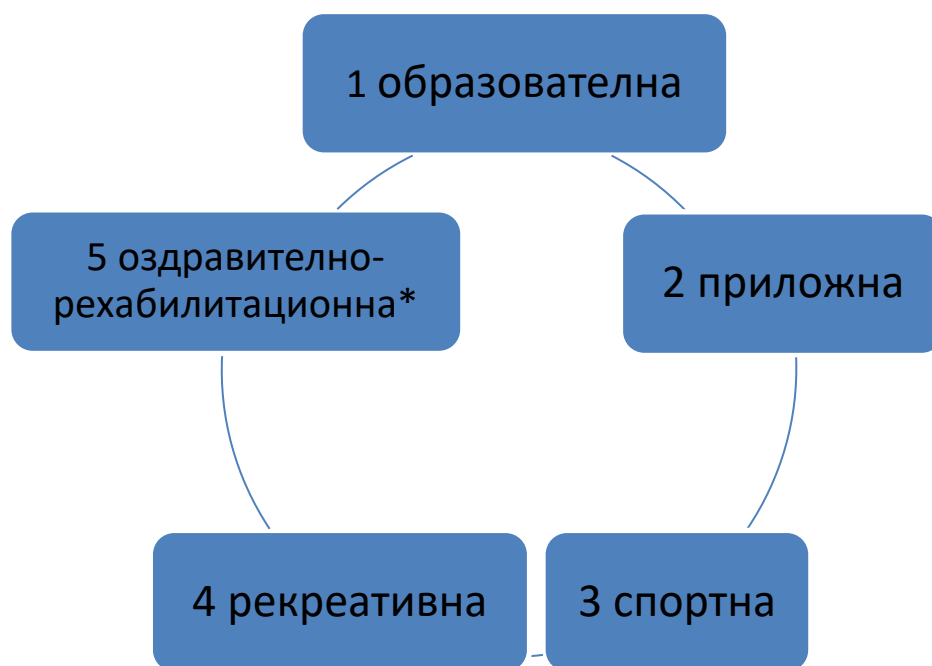 1 образователна
2 приложна
3 спортна
4 рекреативна
5 оздравително-
рехабилитационна*